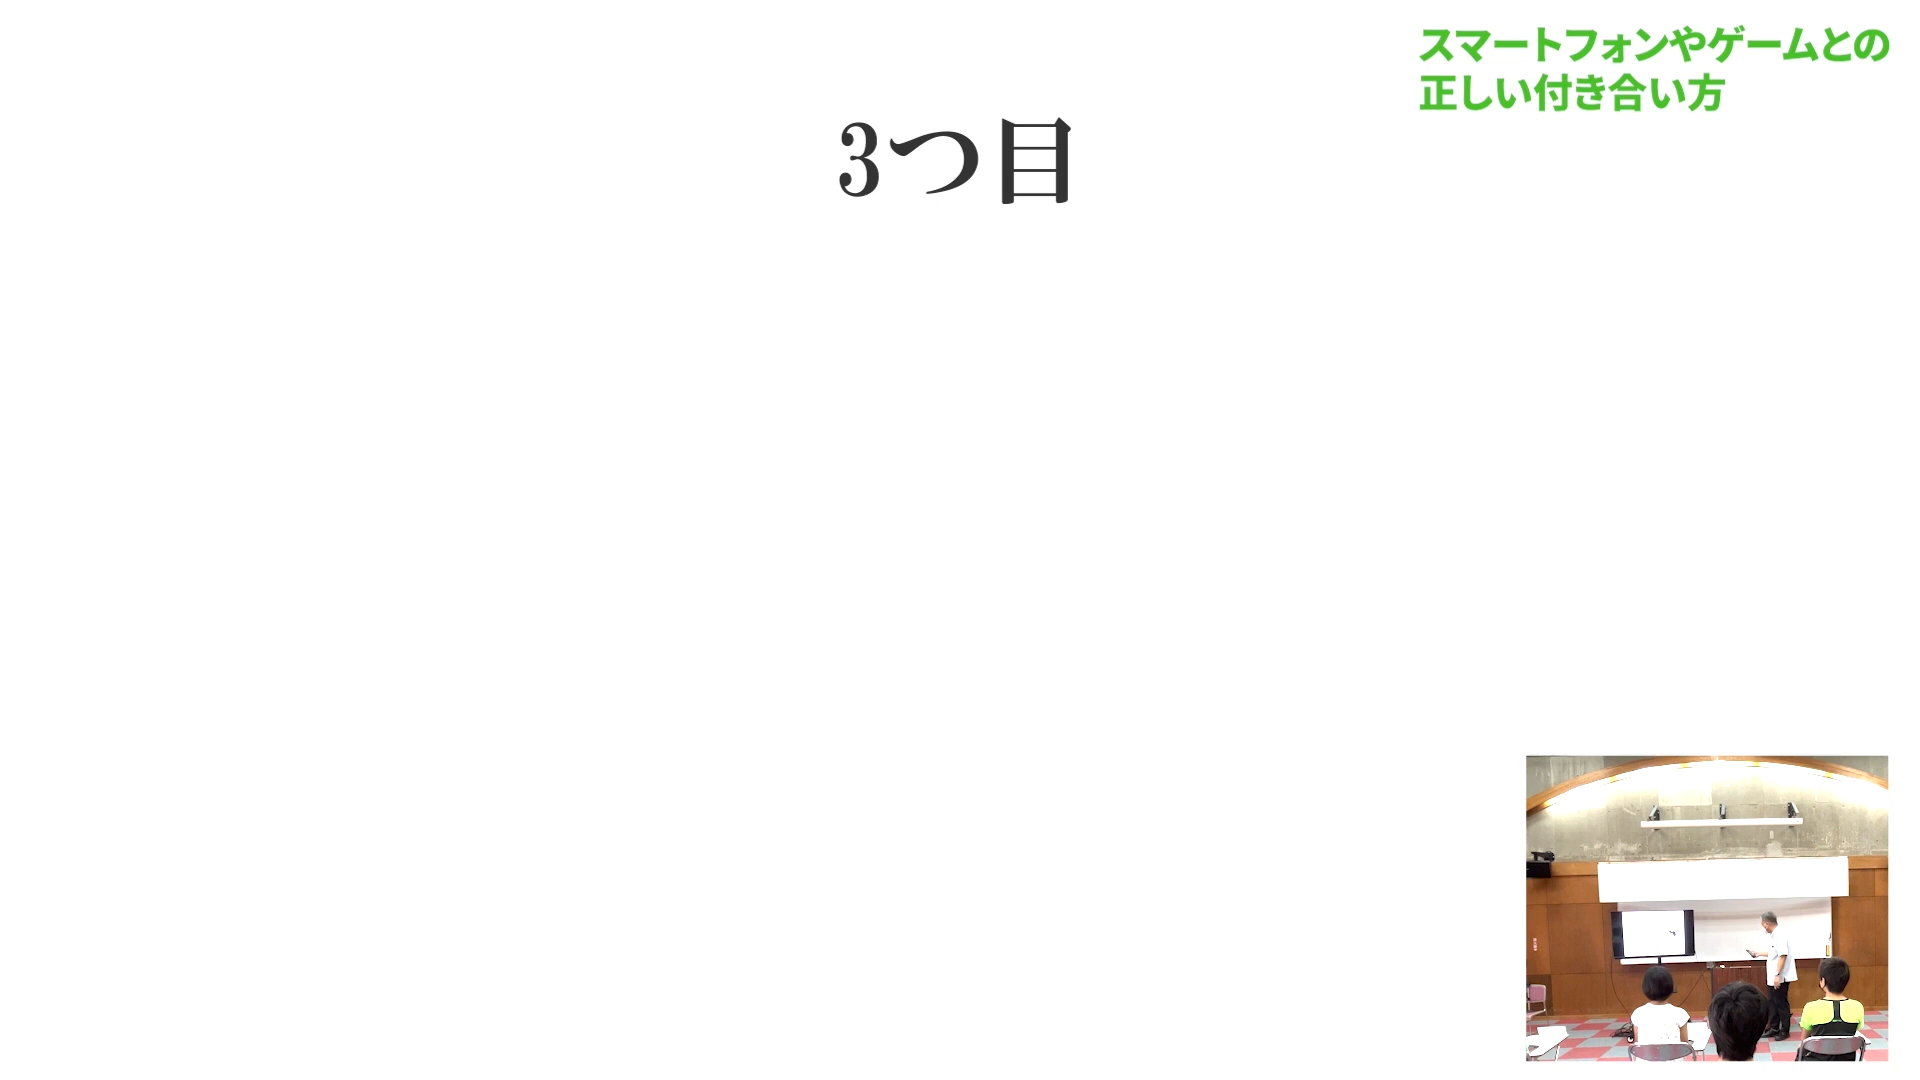 スマートフォンやゲームとの
正しい付き合い方
3つ目